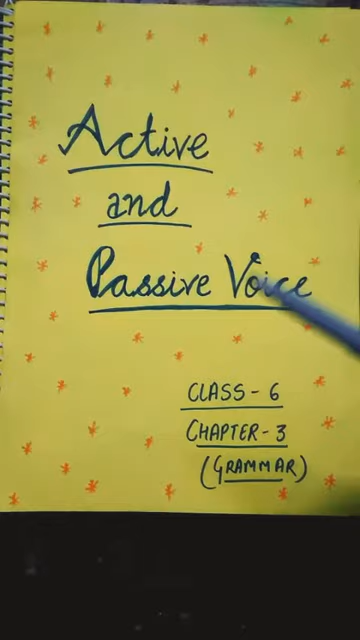 Active
and
Passive Voice
CLASS - 6
CHAPTER - 3
(GRAMMAR)